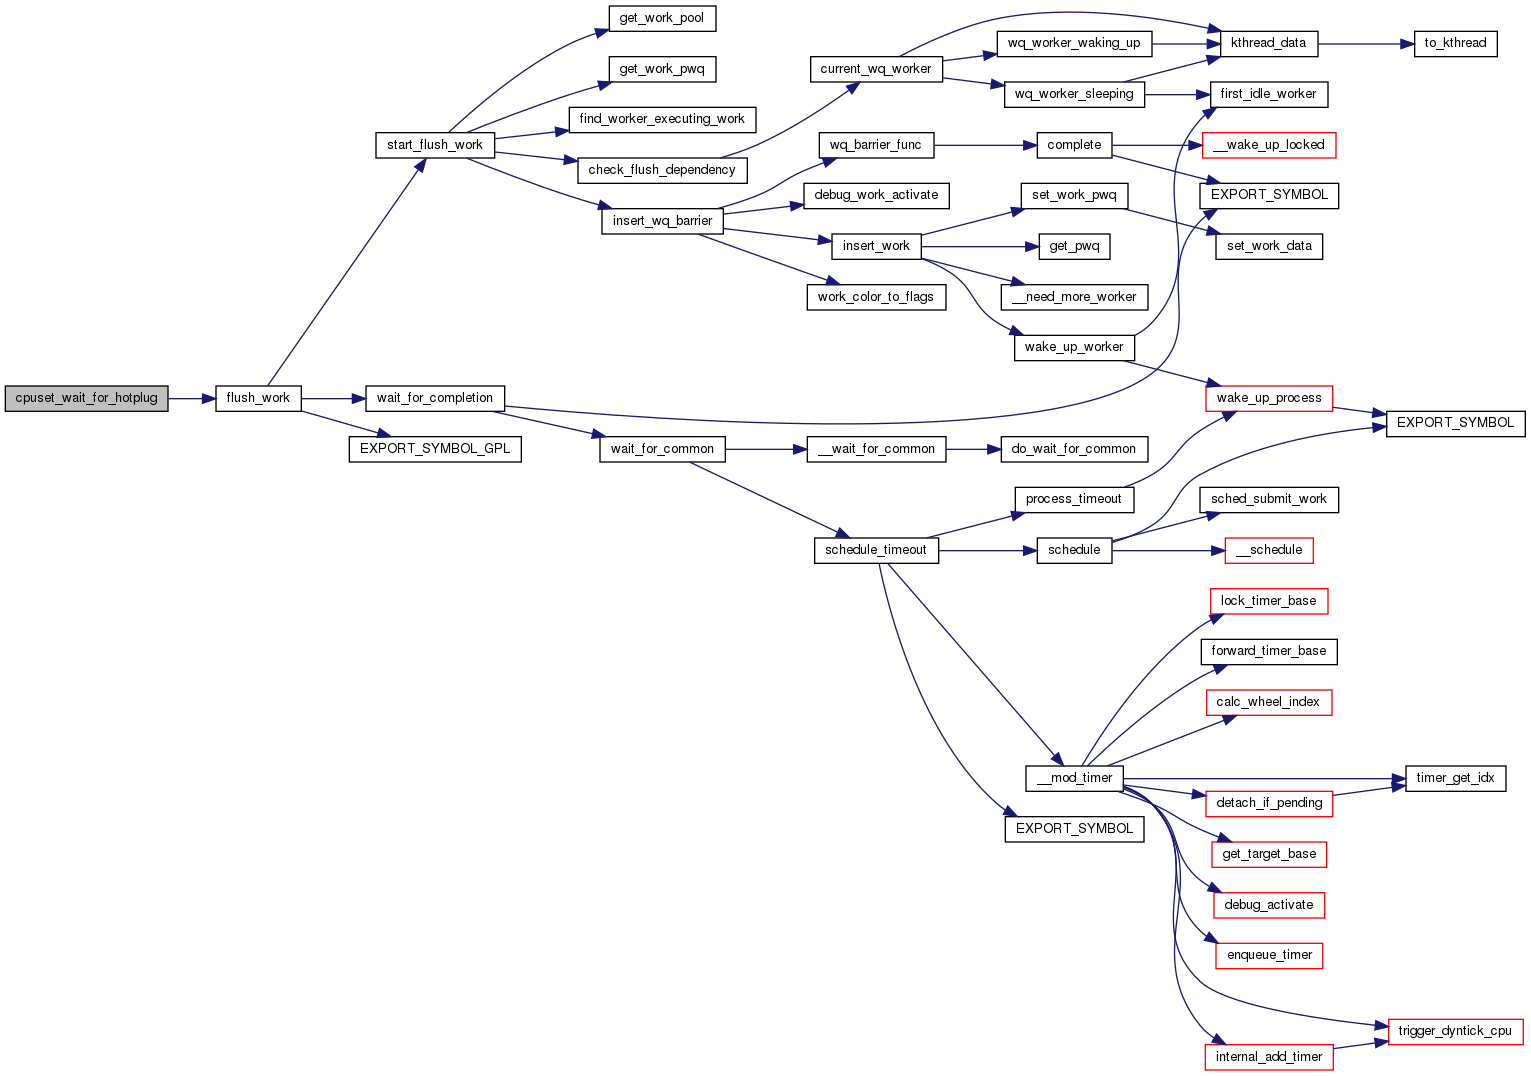 get_work_pool
get_work_pwq
find_worker_executing_work
start_flush_work
check_flush_dependency
insert_wq_barrier
current_wq_worker
wq_worker_waking_up
wq_worker_sleeping
kthread_data
to_kthread
first_idle_worker
wq_barrier_func
complete
__wake_up_locked
EXPORT_SYMBOL
debug_work_activate
set_work_pwq
insert_work
get_pwq
set_work_data
work_color_to_flags
__need_more_worker
wake_up_worker
cpuset_wait_for_hotplug
flush_work
wait_for_completion
wake_up_process
EXPORT_SYMBOL
EXPORT_SYMBOL_GPL
wait_for_common
__wait_for_common
do_wait_for_common
process_timeout
sched_submit_work
schedule_timeout
schedule
__schedule
lock_timer_base
forward_timer_base
calc_wheel_index
__mod_timer
timer_get_idx
detach_if_pending
EXPORT_SYMBOL
get_target_base
debug_activate
enqueue_timer
trigger_dyntick_cpu
internal_add_timer